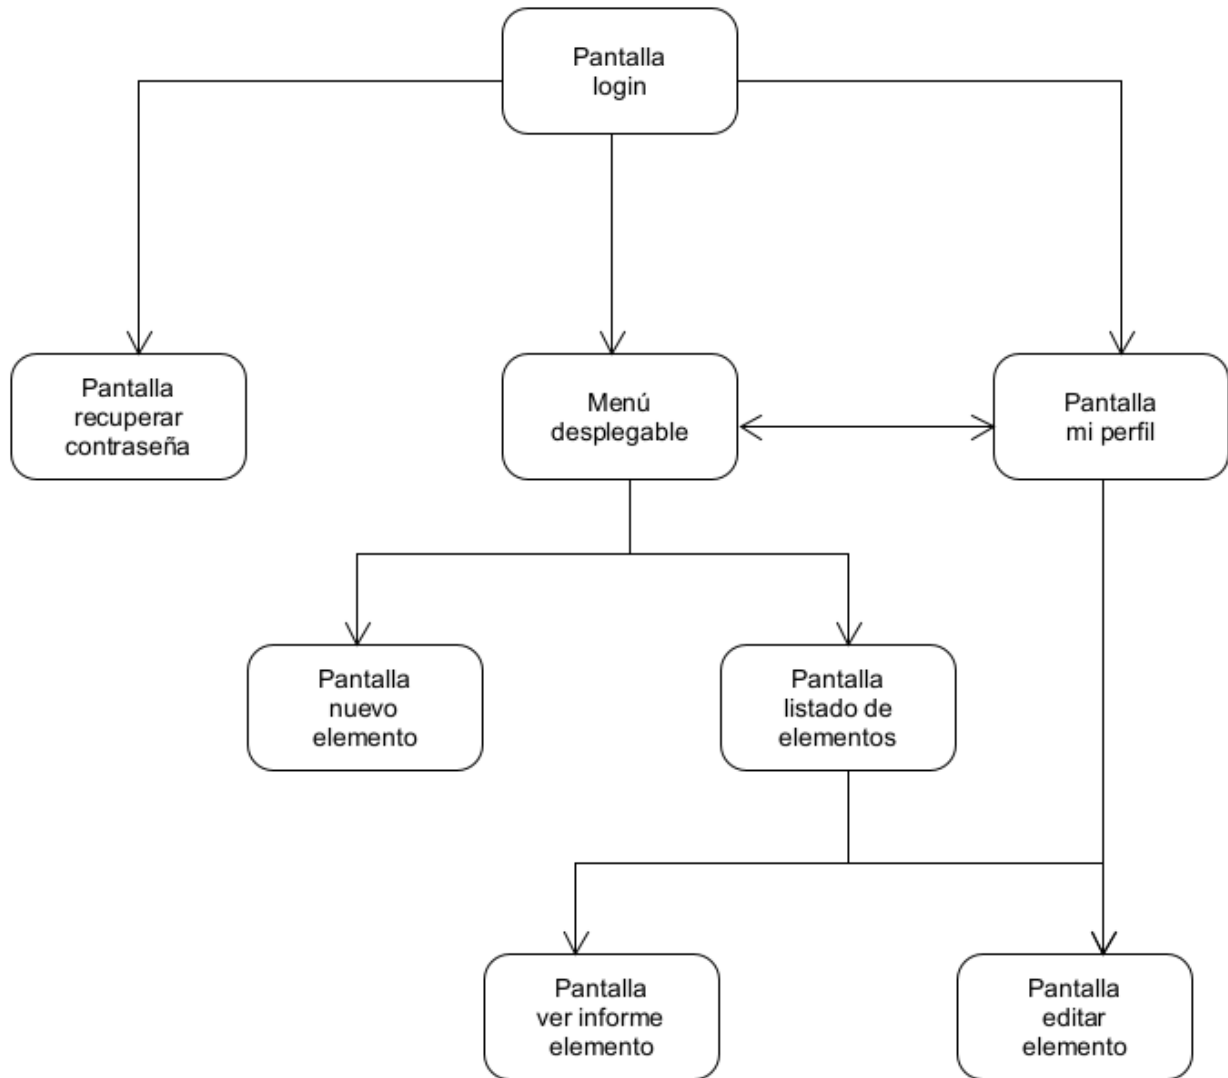 Pantalla
login
Pantalla
recuperar
contraseña
Menú
desplegable
Pantalla
mi perfil
Pantalla
nuevo
elemento
Pantalla
listado de
elementos
Pantalla
ver informe
elemento
Pantalla
editar
elemento